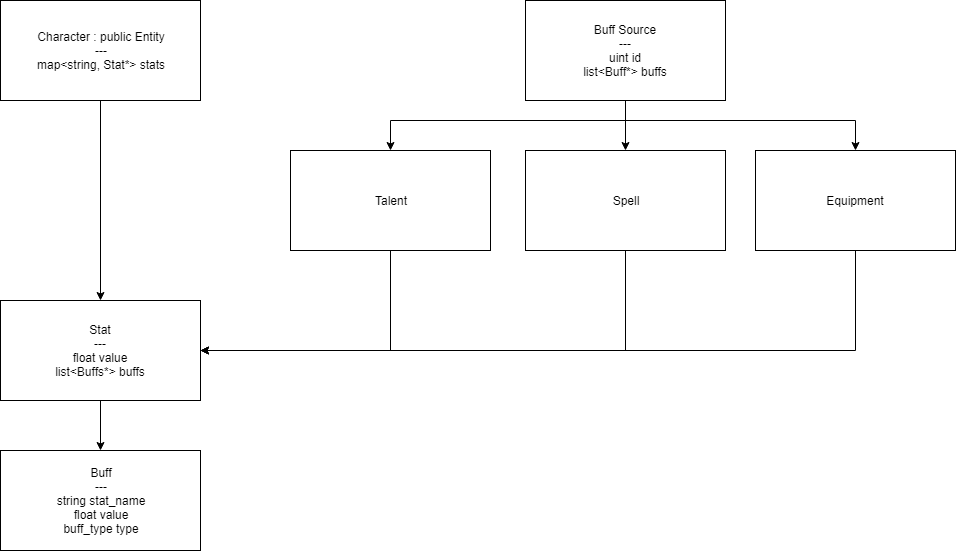 Character : public Entity
---
map<string, Stat*> stats
Buff Source
---
uint id
list<Buff*> buffs
Talent
Spell
Equipment
Stat
---
float value
list<Buffs*> buffs
Buff
---
string stat_name
float value
buff_type type